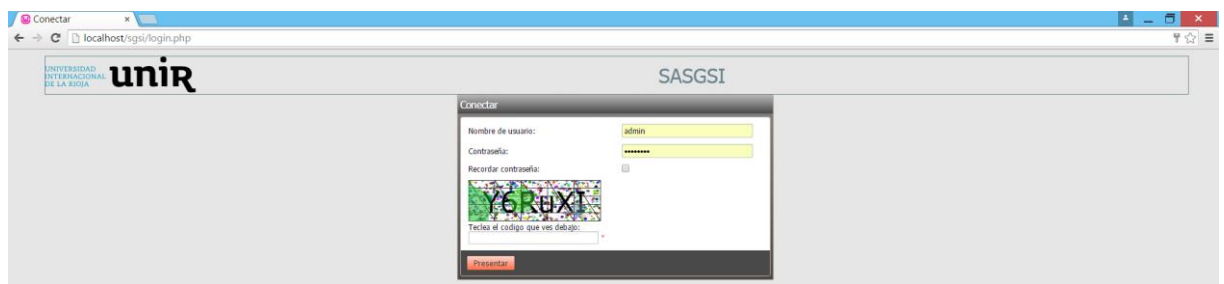 Conectar
localhost/sgsi/login.php
UNIVERSIDAD
INTERNACIONAL
DE LA RIOJA
uniR
SASGSI
Conectar
Nombre de usuario: admin
Contraseña: ••••••••
Recordar contraseña:
Y6RuXI
Teclea el codigo que ves debajo:
*
Presentar